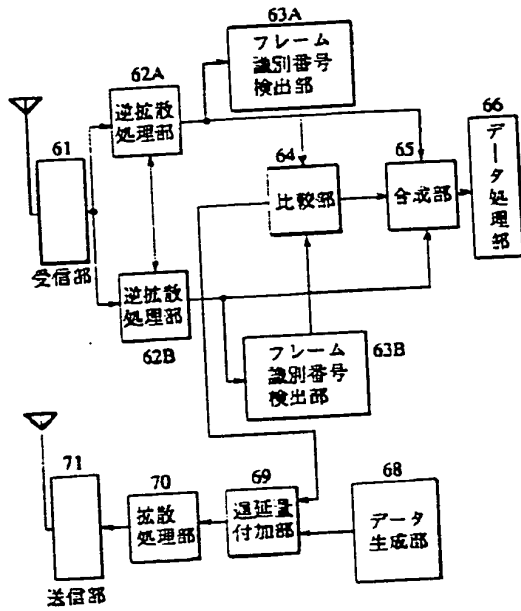 63A
フレーム
識別番号
検出部
62A
逆拡散
処理部
66
データ処理部
61
64
65
比較部
合成部
受信部
逆拡散
処理部
62B
フレーム
識別番号
検出部
63B
71
70
69
68
拡散
処理部
遅延量
付加部
データ
生成部
送信部